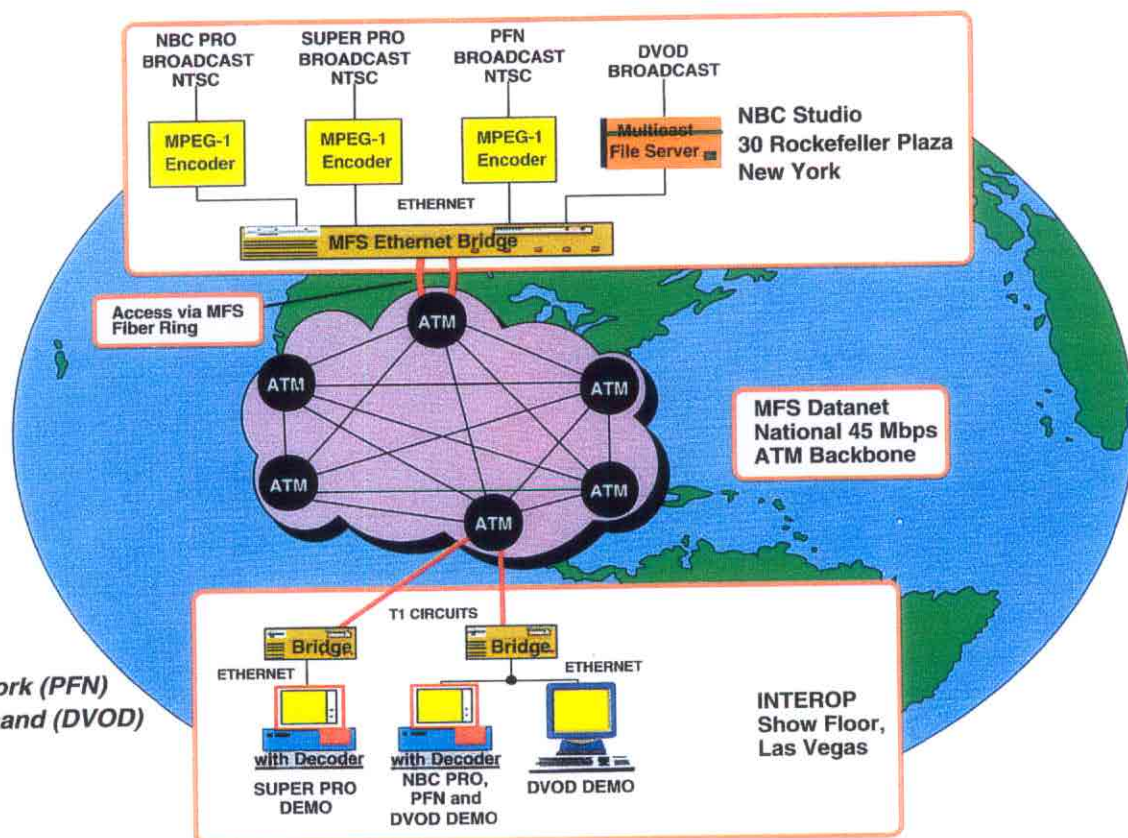 NBC PRO
BROADCAST
NTSC
SUPER PRO
BROADCAST
NTSC
PFN
BROADCAST
NTSC
DVOD
BROADCAST
MPEG-1
Encoder
MPEG-1
Encoder
MPEG-1
Encoder
Multicast
File Server
NBC Studio
30 Rockefeller Plaza
New York
ETHERNET
MFS Ethernet Bridge
Access via MFS
Fiber Ring
ATM
ATM
ATM
ATM
ATM
ATM
MFS Datanet
National 45 Mbps
ATM Backbone
T1 CIRCUITS
Bridge
Bridge
ETHERNET
ETHERNET
ork (PFN)
and (DVOD)
with Decoder
SUPER PRO
DEMO
with Decoder
NBC PRO,
PFN and
DVOD DEMO
DVOD DEMO
INTEROP
Show Floor,
Las Vegas